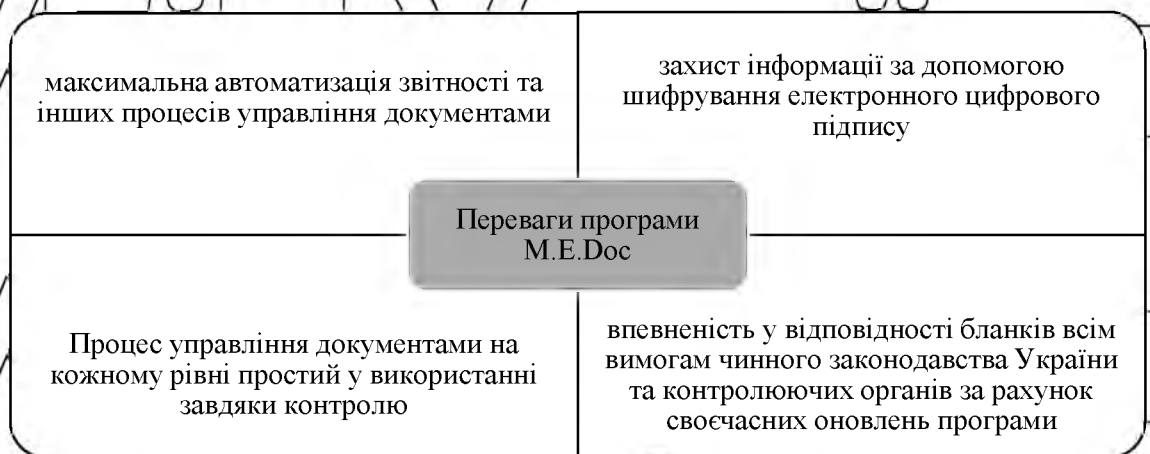 максимальна автоматизація звітності та
інших процесів управління документами
захист інформації за допомогою
шифрування електронного цифрового
підпису
Переваги програми
M.E.Doc
Процес управління документами на
кожному рівні простий у використанні
завдяки контролю
впевненість у відповідності бланків всім
вимогам чинного законодавства України
та контролюючих органів за рахунок
своєчасних оновлень програми